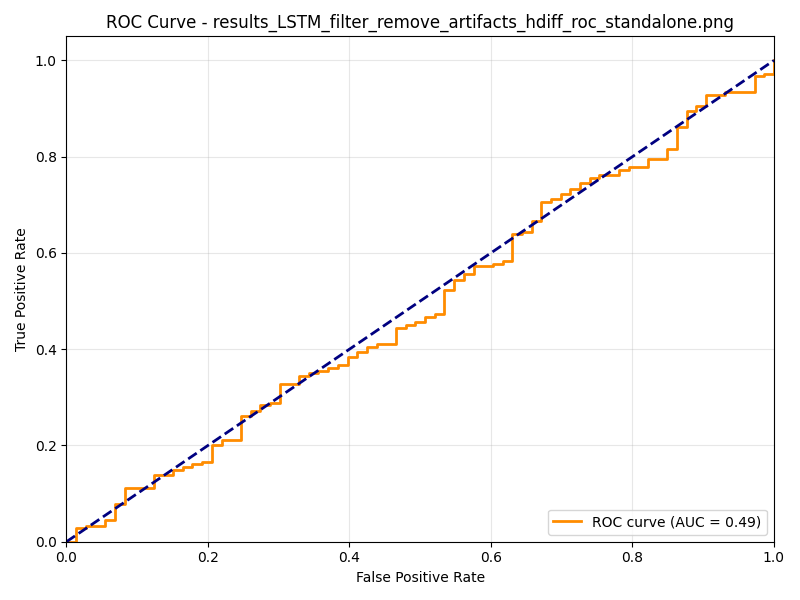 ROC Curve - results_LSTM_filter_remove_artifacts_hdiff_roc_standalone.png
True Positive Rate
1.0
0.8
0.6
0.4
0.2
0.0
ROC curve (AUC = 0.49)
0.0 0.2 0.4 0.6 0.8 1.0
False Positive Rate